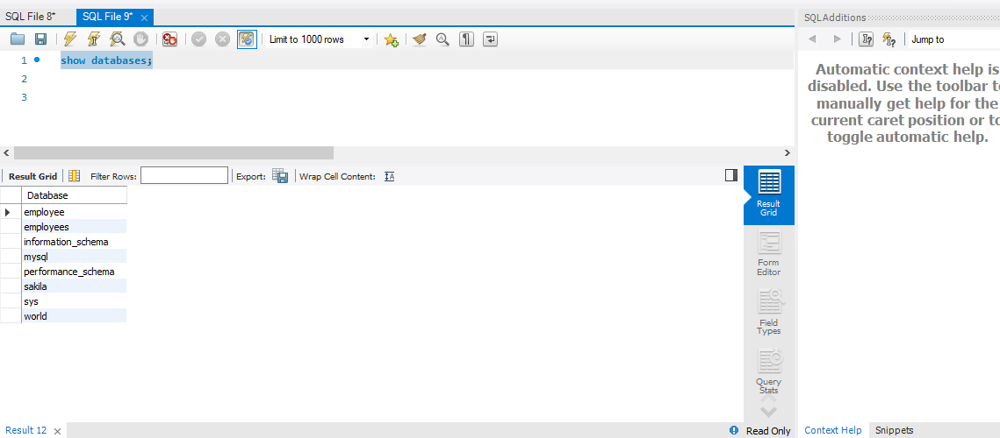 SQL File 8*
SQL File 9*
SQLAdditions
Limit to 1000 rows
Jump to
1
show databases;
2
3
Automatic context help is
disabled. Use the toolbar to
manually get help for the
current caret position or to
toggle automatic help.
Result Grid
Filter Rows:
Export:
Wrap Cell Content:
Database
employee
employees
information_schema
mysql
performance_schema
sakila
sys
world
Result
Grid
Form
Editor
Field
Types
Query
Stats
Result 12
Read Only
Context Help
Snippets